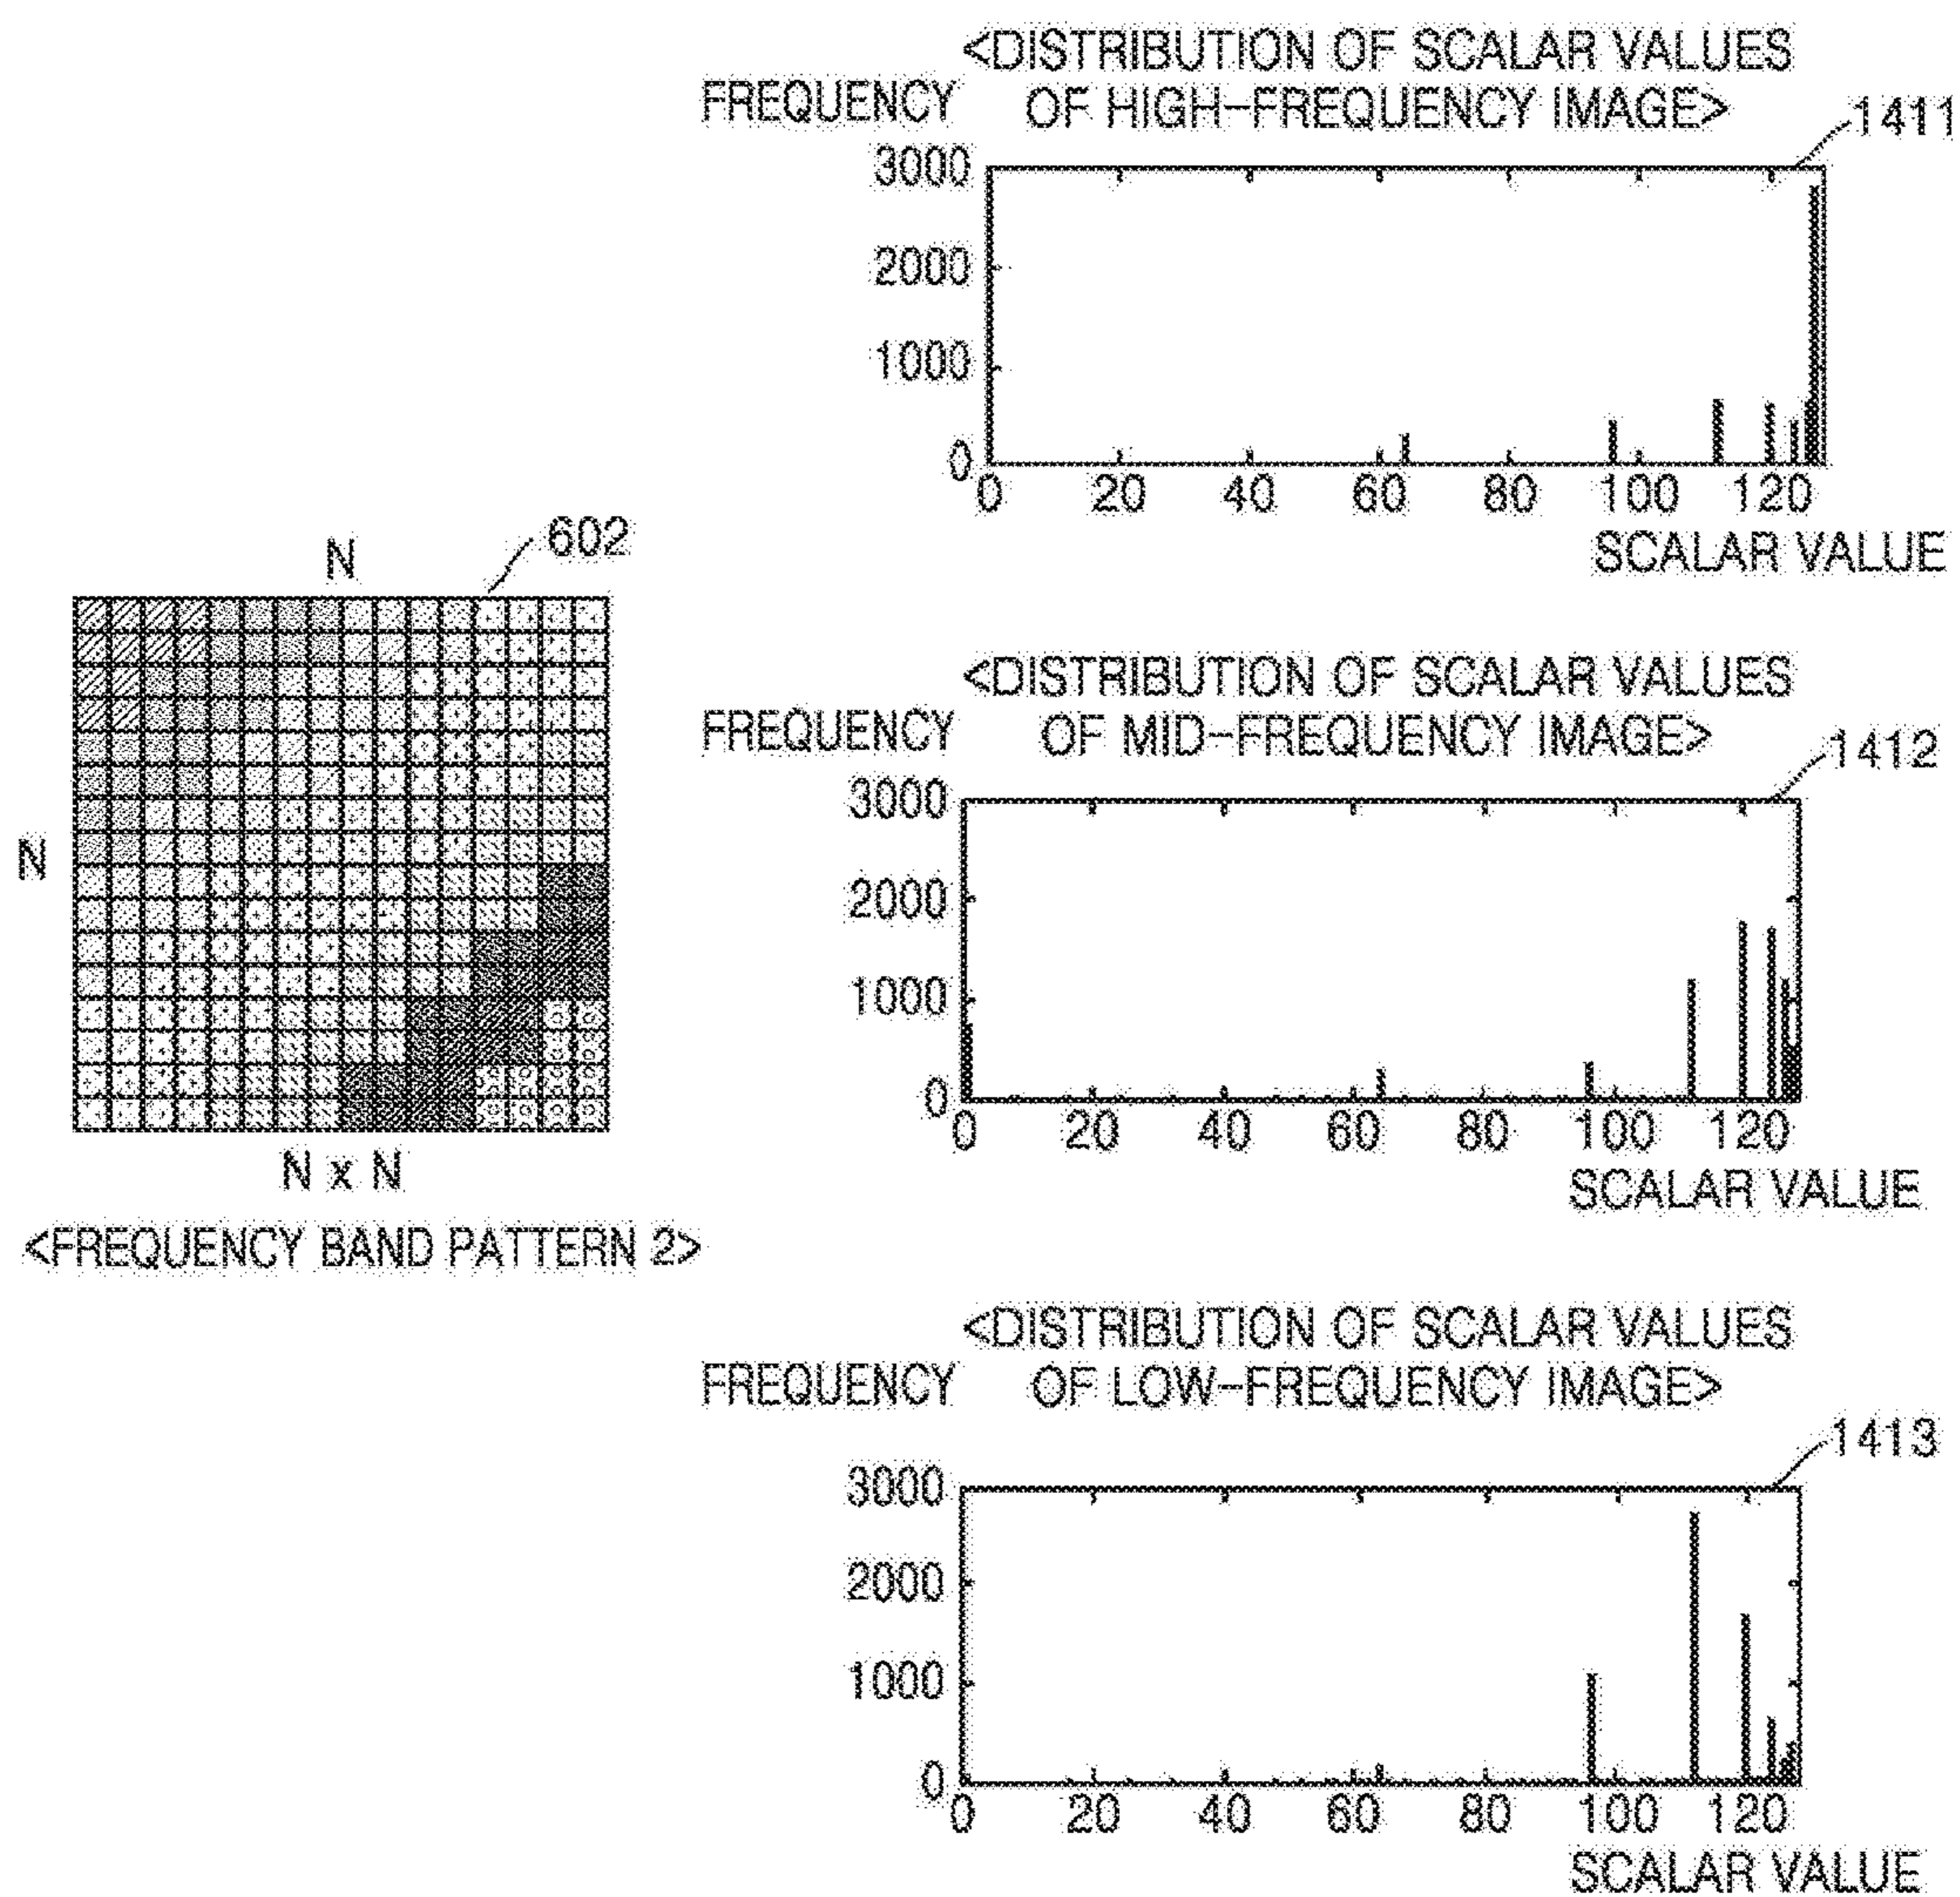 <DISTRIBUTION OF SCALAR VALUES
FREQUENCY OF HIGH-FREQUENCY IMAGE>
1411
3000
2000
1000
0
0 20 40 60 80 100 120
SCALAR VALUE
N
602
N
N x N
<FREQUENCY BAND PATTERN 2>
<DISTRIBUTION OF SCALAR VALUES
FREQUENCY OF MID-FREQUENCY IMAGE>
1412
3000
2000
1000
0
0 20 40 60 80 100 120
SCALAR VALUE
<DISTRIBUTION OF SCALAR VALUES
FREQUENCY OF LOW-FREQUENCY IMAGE>
1413
3000
2000
1000
0
0 20 40 60 80 100 120
SCALAR VALUE